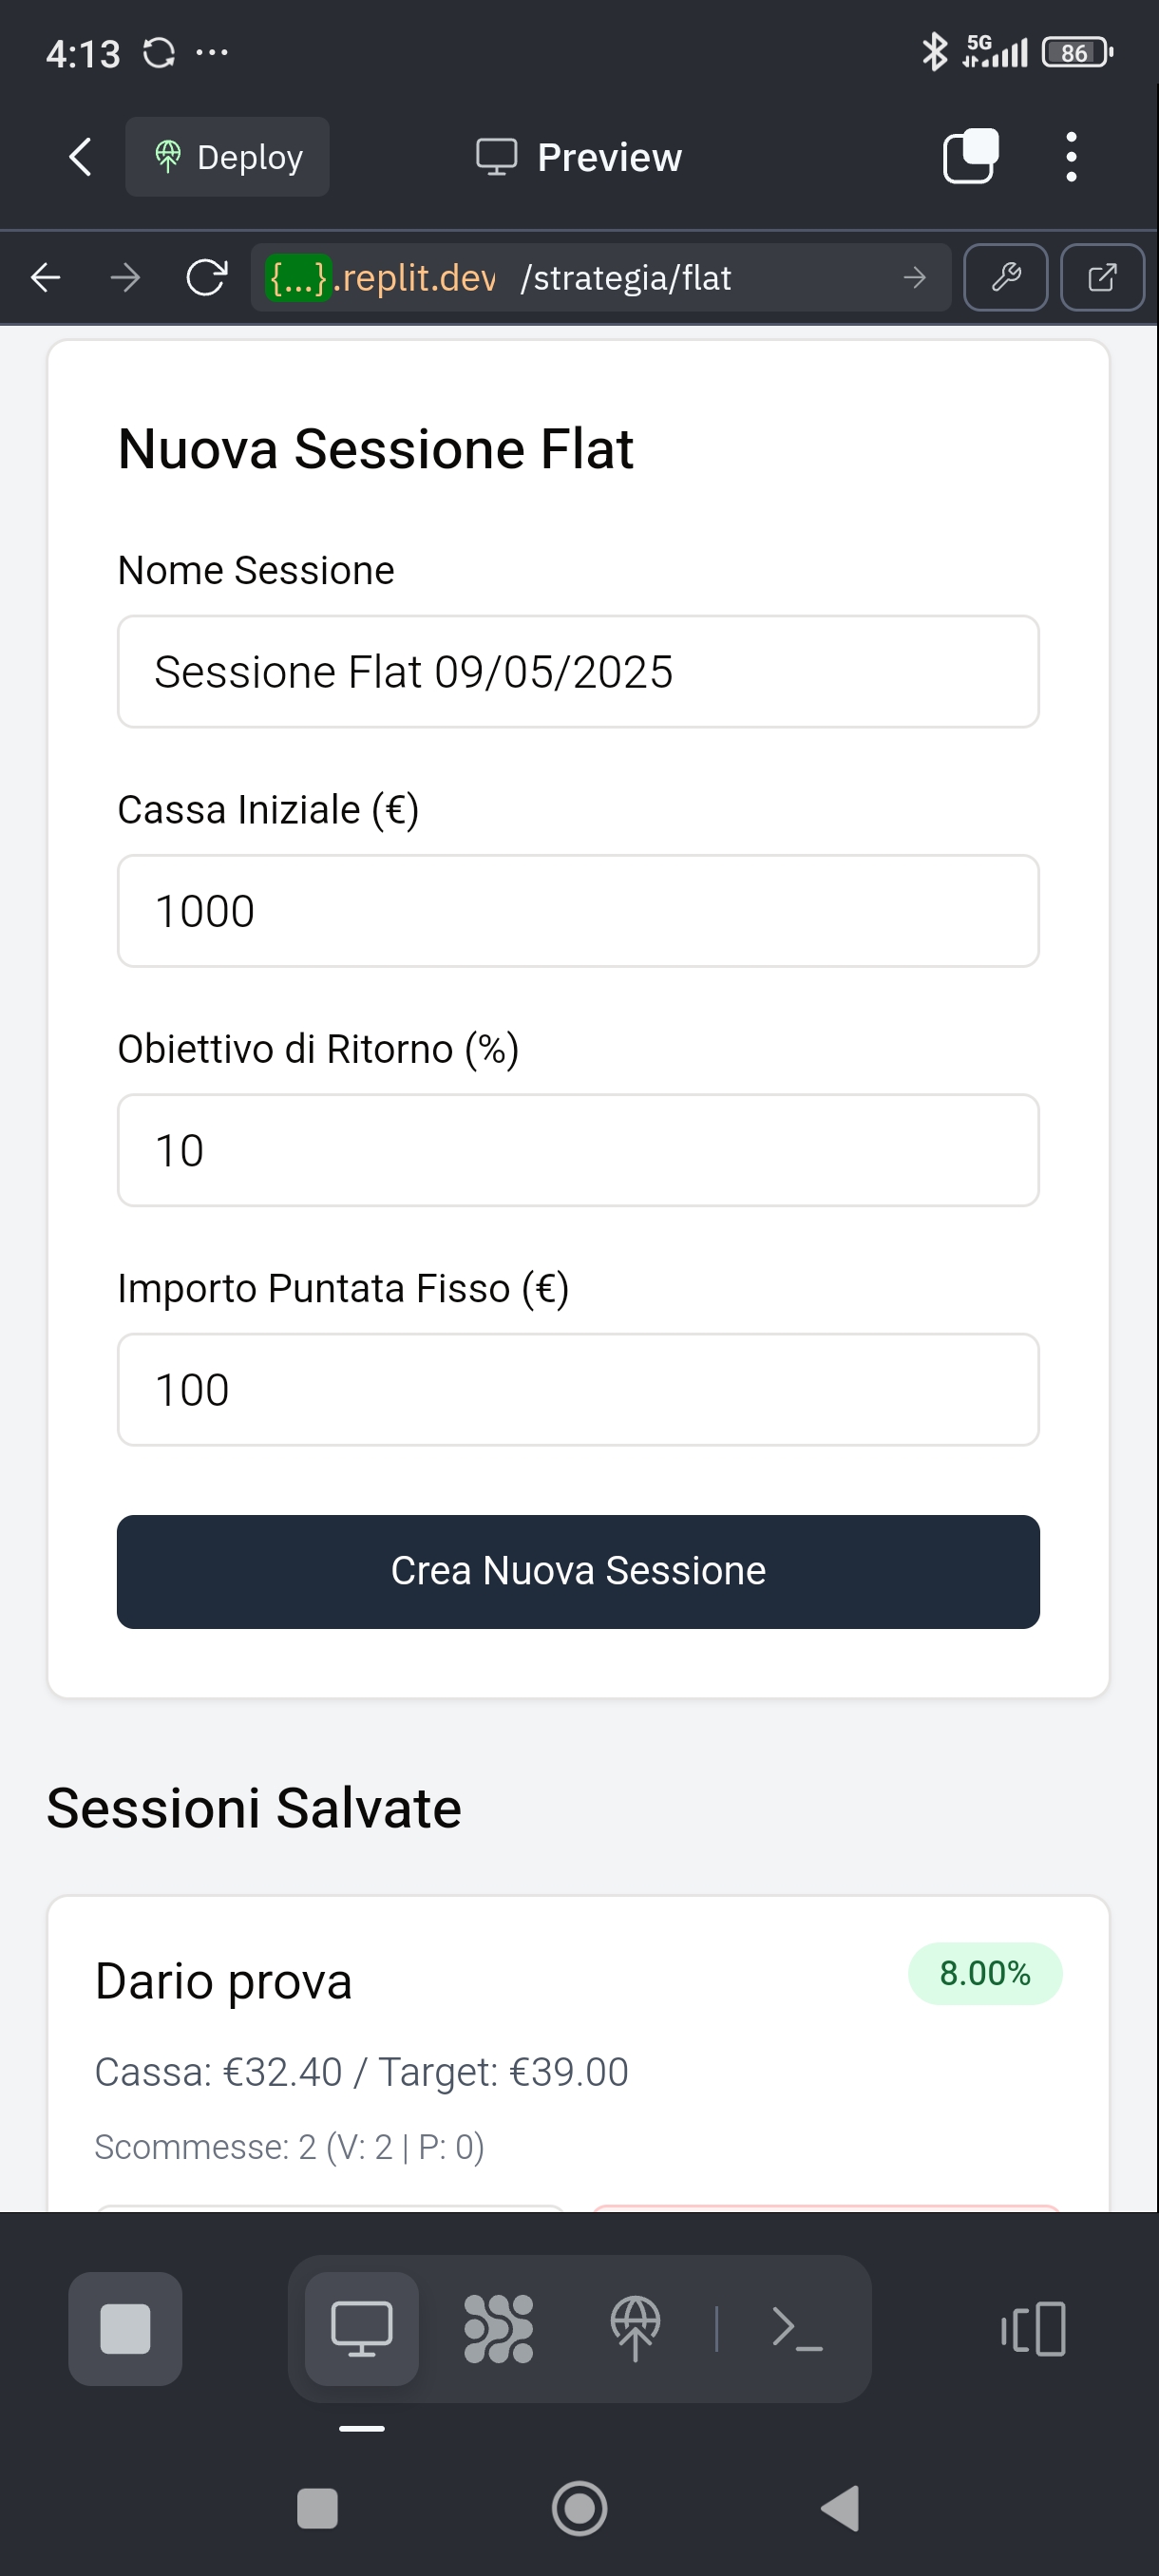 4:13 ... 5G 86
Deploy Preview
{...}.replit.dev /strategia/flat
Nuova Sessione Flat
Nome Sessione
Sessione Flat 09/05/2025
Cassa Iniziale (€)
1000
Obiettivo di Ritorno (%)
10
Importo Puntata Fisso (€)
100
Crea Nuova Sessione
Sessioni Salvate
Dario prova 8.00%
Cassa: €32.40 / Target: €39.00
Scommesse: 2 (V: 2 | P: 0)